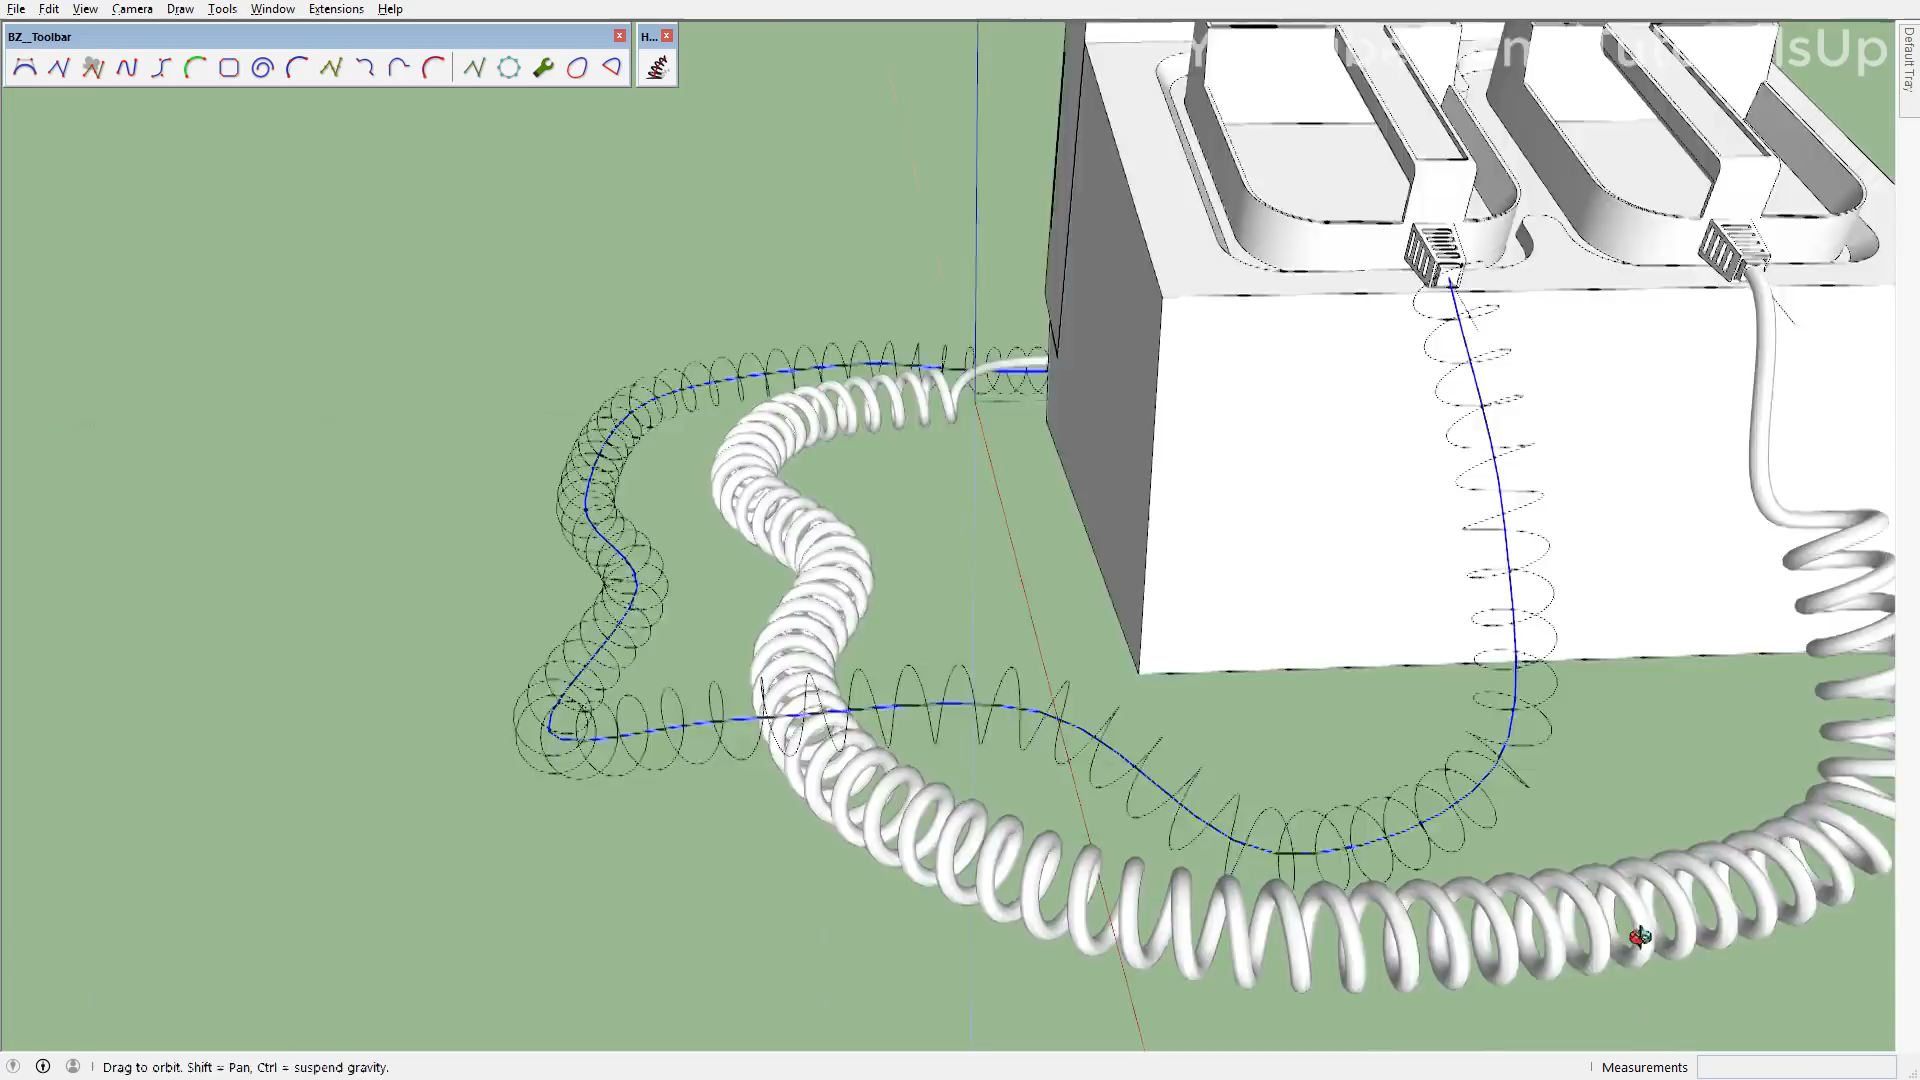 File Edit View Camera Draw Tools Window Extensions Help
BZ__Toolbar
H...
Default Tray
Drag to orbit. Shift = Pan, Ctrl = suspend gravity.
Measurements